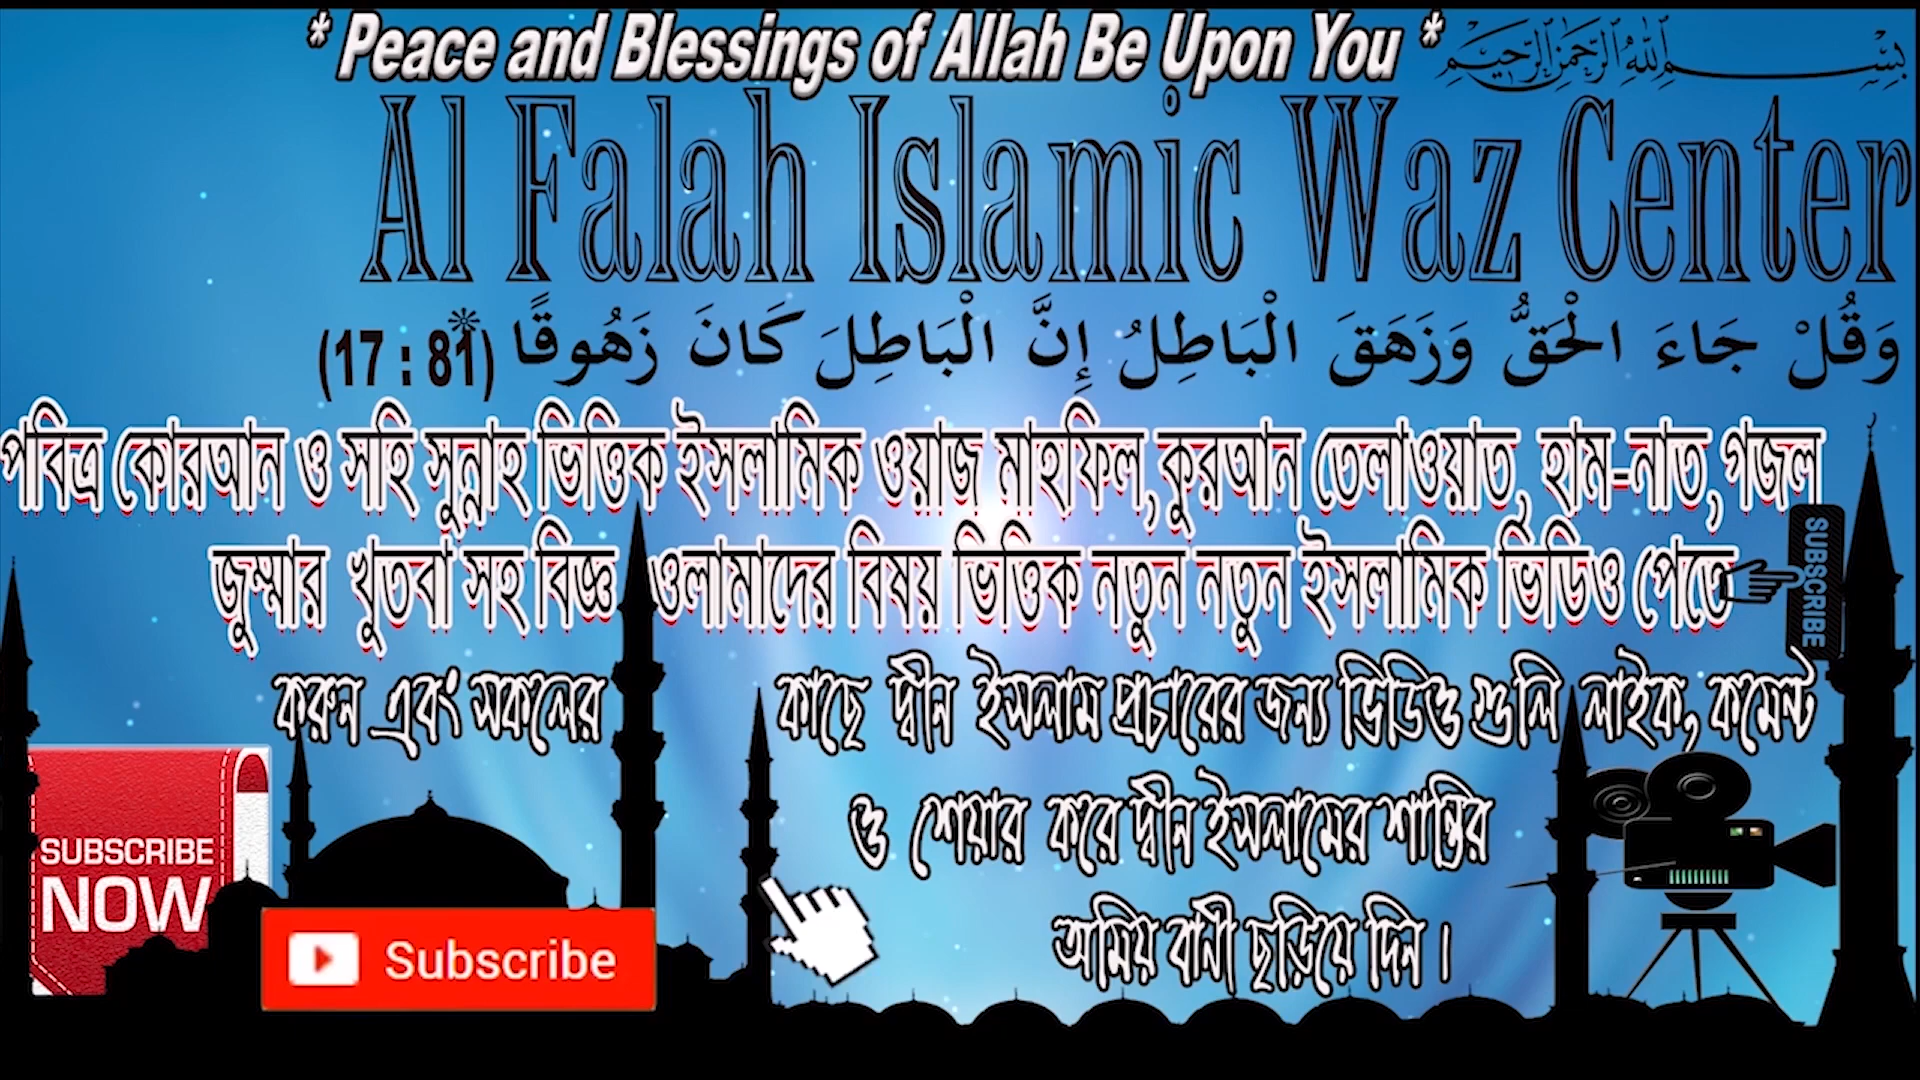 * Peace and Blessings of Allah Be Upon You * بِسْمِ اللهِ الرَّحْمٰنِ الرَّحِيْمِ
Al Falah Islamic Waz Center
وَقُلْ جَاءَ الْحَقُّ وَزَهَقَ الْبَاطِلُ إِنَّ الْبَاطِلَ كَانَ زَهُوقًا (17 : 81)
পবিত্র কোরআন ও সহি সুন্নাহ ভিত্তিক ইসলামিক ওয়াজ মাহফিল,কুরআন তেলাওয়াত, হাম-নাত,গজল
জুম্মার খুতবা সহ বিজ্ঞ ওলামাদের বিষয় ভিত্তিক নতুন নতুন ইসলামিক ভিডিও পেতে
SUBSCRIBE
করুন এবং সকলের কাছে দ্বীন ইসলাম প্রচারের জন্য ভিডিও গুলি লাইক, কমেন্ট
ও শেয়ার করে দ্বীন ইসলামের শান্তির
অমিয় বানী ছড়িয়ে দিন ।
SUBSCRIBE
NOW
Subscribe